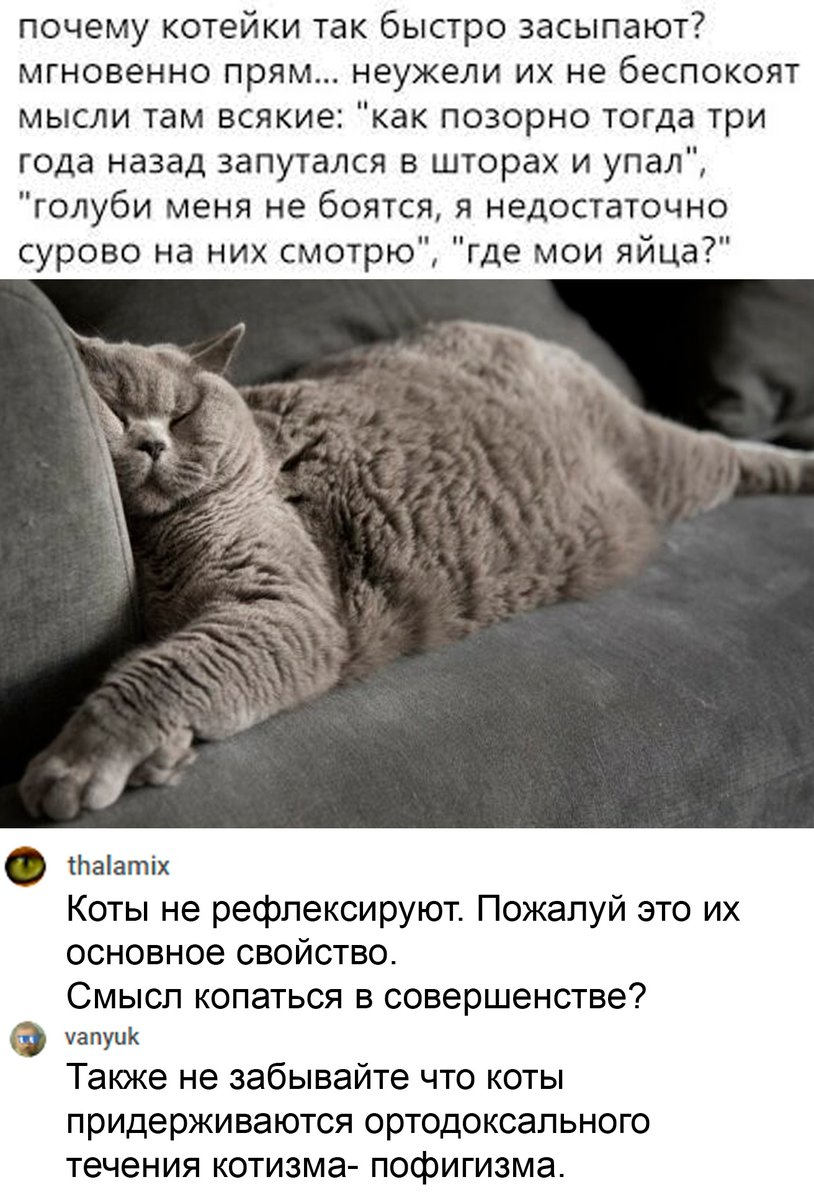 почему котейки так быстро засыпают?
мгновенно прям... неужели их не беспокоят
мысли там всякие: "как позорно тогда три
года назад запутался в шторах и упал",
"голуби меня не боятся, я недостаточно
сурово на них смотрю", "где мои яйца?"
thalamix
Коты не рефлексируют. Пожалуй это их
основное свойство.
Смысл копаться в совершенстве?
vanyuk
Также не забывайте что коты
придерживаются ортодоксального
течения котизма- пофигизма.